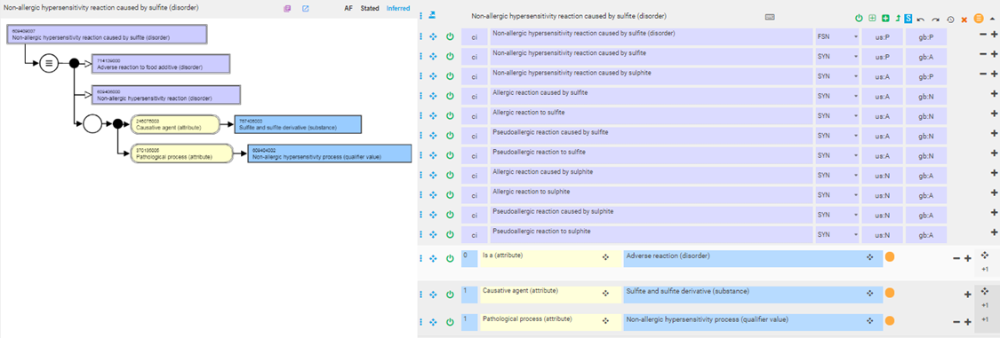 Non-allergic hypersensitivity reaction caused by sulfite (disorder)
AF Stated Inferred
Non-allergic hypersensitivity reaction caused by sulfite (disorder)
Adverse reaction to food additive (disorder)
609406000
Non-allergic hypersensitivity reaction (disorder)
246075003
Causative agent (attribute)
Sulfite and sulfite derivative (substance)
370135005
Pathological process (attribute)
609404002
Non-allergic hypersensitivity process (qualifier value)
Non-allergic hypersensitivity reaction caused by sulfite (disorder)
S
ci Non-allergic hypersensitivity reaction caused by sulfite (disorder) FSN us:P gb:P
ci Non-allergic hypersensitivity reaction caused by sulfite SYN us:P gb:A
ci Non-allergic hypersensitivity reaction caused by sulphite SYN us:A gb:P
ci Allergic reaction caused by sulfite SYN us:A gb:N
ci Allergic reaction to sulfite SYN us:A gb:N
ci Pseudoallergic reaction caused by sulfite SYN us:A gb:N
ci Pseudoallergic reaction to sulfite SYN us:A gb:N
ci Allergic reaction caused by sulphite SYN us:N gb:A
ci Allergic reaction to sulphite SYN us:N gb:A
ci Pseudoallergic reaction caused by sulphite SYN us:N gb:A
ci Pseudoallergic reaction to sulphite SYN us:N gb:A
0 Is a (attribute) Adverse reaction (disorder)
+1
1 Causative agent (attribute) Sulfite and sulfite derivative (substance)
+1
1 Pathological process (attribute) Non-allergic hypersensitivity process (qualifier value)
+1